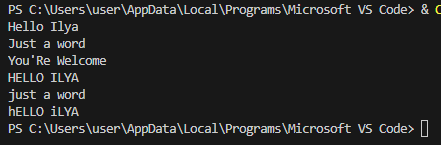 PS C:\Users\user\AppData\Local\Programs\Microsoft VS Code> & C
Hello Ilya
Just a word
You'Re Welcome
HELLO ILYA
just a word
hELLO iLYA
PS C:\Users\user\AppData\Local\Programs\Microsoft VS Code>